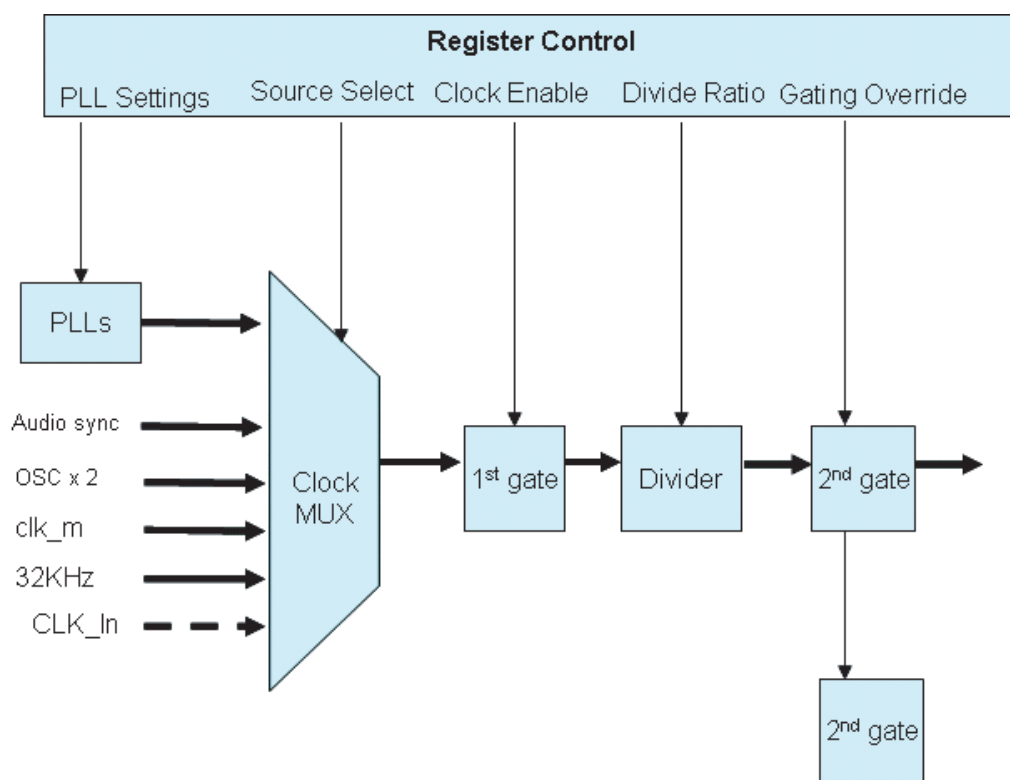 Register Control
PLL Settings Source Select Clock Enable Divide Ratio Gating Override
PLLs
Audio sync
OSC x 2
clk_m
32KHz
CLK_In
Clock
MUX
1st gate
Divider
2nd gate
2nd gate